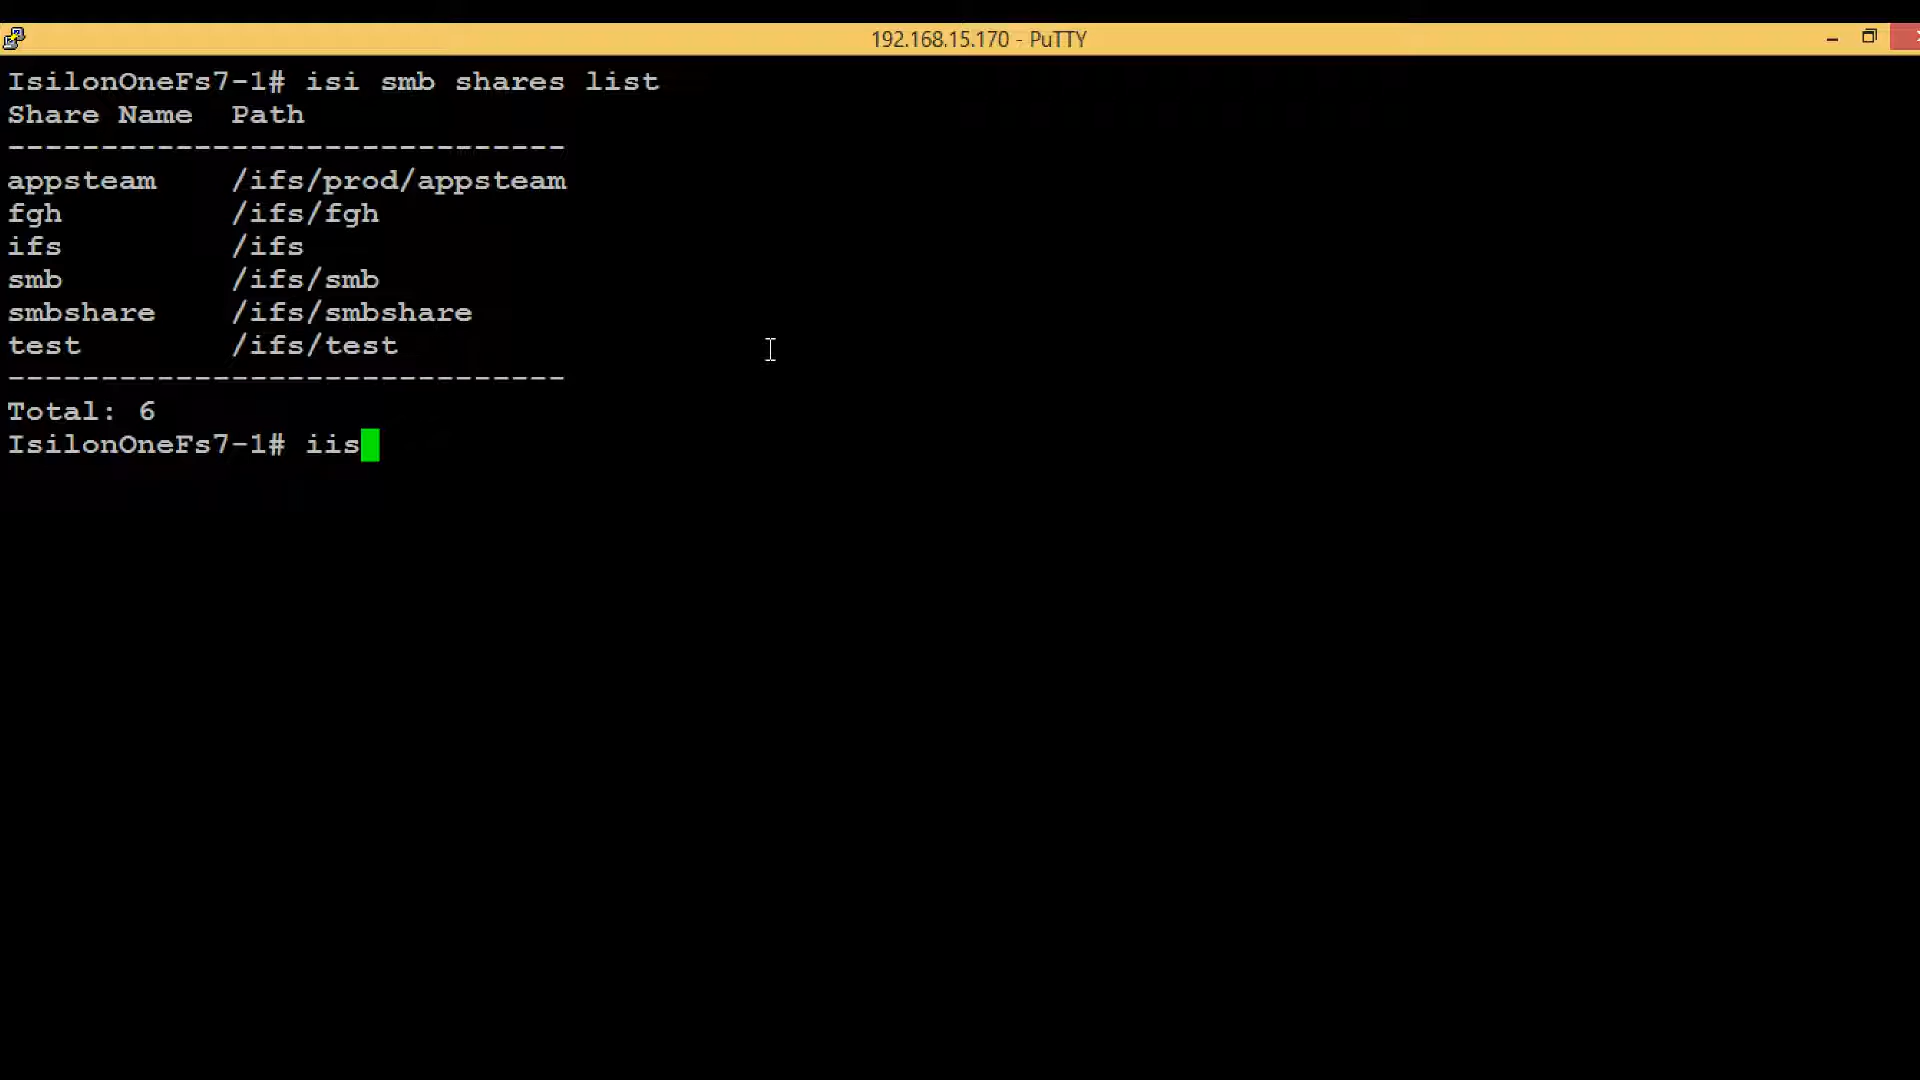 192.168.15.170 - PuTTY
IsilonOneFs7-1# isi smb shares list
Share Name  Path
------------------------------
appsteam    /ifs/prod/appsteam
fgh         /ifs/fgh
ifs         /ifs
smb         /ifs/smb
smbshare    /ifs/smbshare
test        /ifs/test
------------------------------
Total: 6
IsilonOneFs7-1# iis